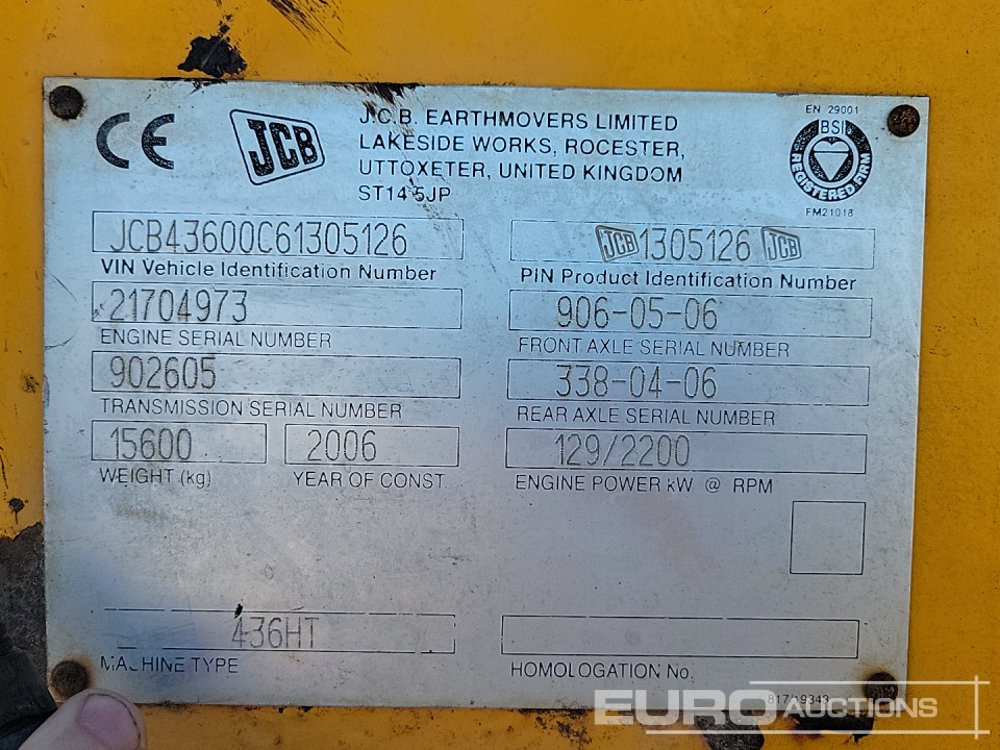 CE
JCB
J.C.B. EARTHMOVERS LIMITED
LAKESIDE WORKS, ROCESTER,
UTTOXETER, UNITED KINGDOM
ST14 5JP
EN 29001
BSI
REGISTERED FIRM
FM21018
JCB43600C61305126
VIN Vehicle Identification Number
JCB 1305126 JCB
PIN Product Identification Number
21704973
ENGINE SERIAL NUMBER
906-05-06
FRONT AXLE SERIAL NUMBER
902605
TRANSMISSION SERIAL NUMBER
338-04-06
REAR AXLE SERIAL NUMBER
15600
WEIGHT (kg)
2006
YEAR OF CONST.
129/2200
ENGINE POWER kW @ RPM
436HT
MACHINE TYPE
HOMOLOGATION No.
EURO AUCTIONS